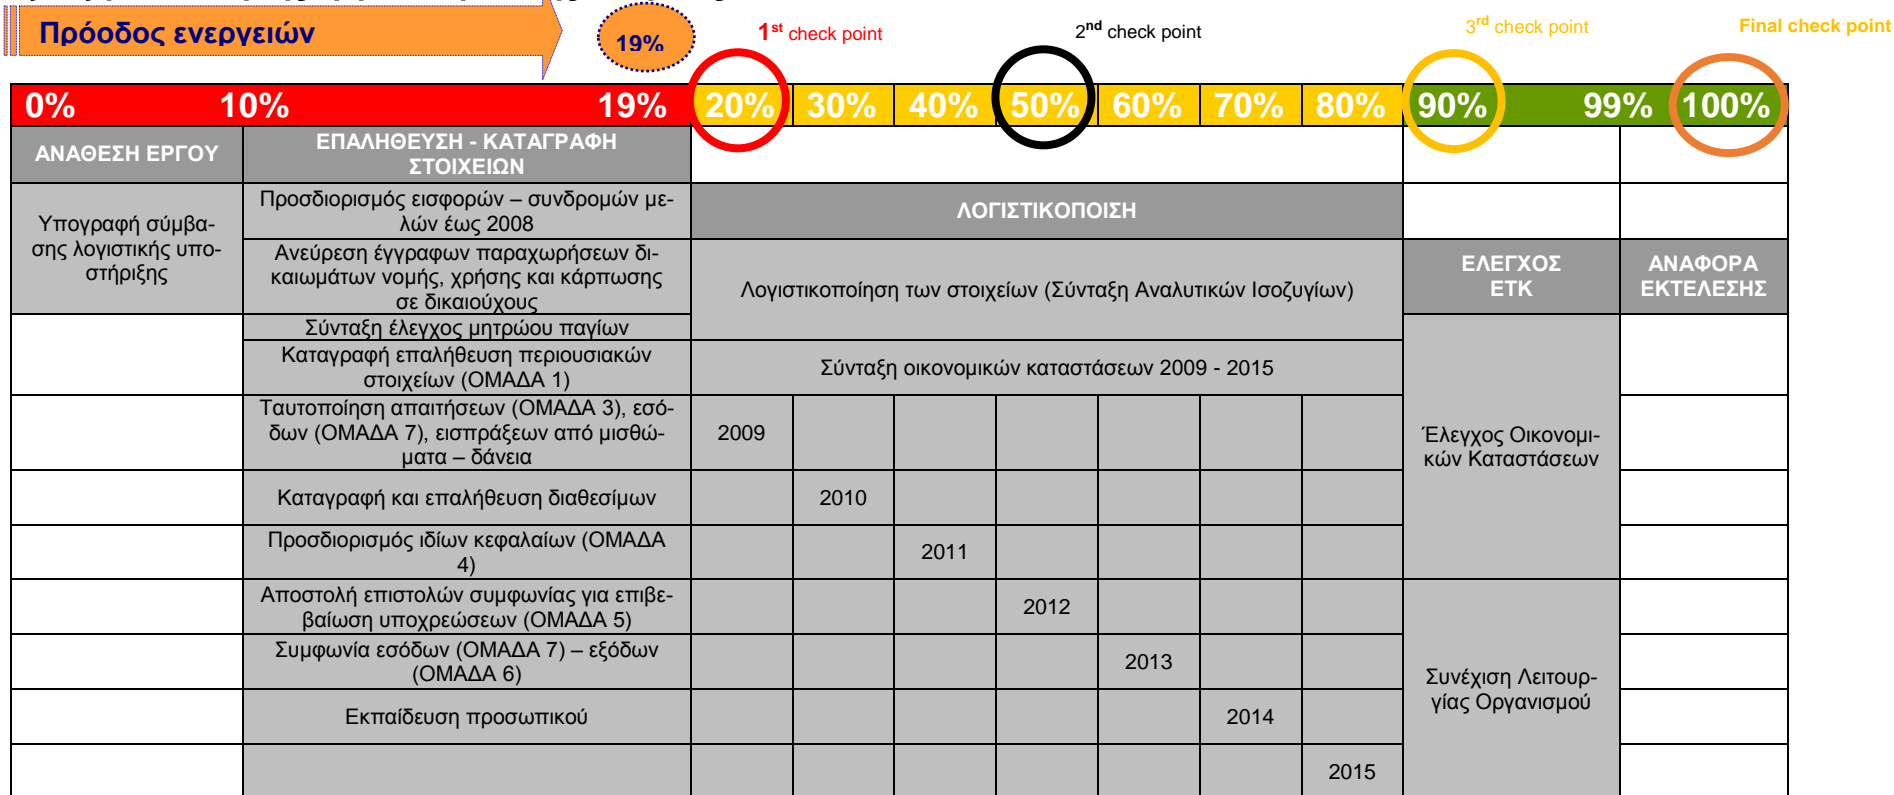 Πρόοδος ενεργειών
19%
1st check point
2nd check point
3rd check point
Final check point
0% 10% 19% 20% 30% 40% 50% 60% 70% 80% 90% 99% 100%
ΑΝΑΘΕΣΗ ΕΡΓΟΥ
ΕΠΑΛΗΘΕΥΣΗ - ΚΑΤΑΓΡΑΦΗ
ΣΤΟΙΧΕΙΩΝ
Υπογραφή σύμβα-
σης λογιστικής υπο-
στήριξης
Προσδιορισμός εισφορών – συνδρομών με-
λών έως 2008
ΛΟΓΙΣΤΙΚΟΠΟΙΣΗ
Ανεύρεση έγγραφων παραχωρήσεων δι-
καιωμάτων νομής, χρήσης και κάρπωσης
σε δικαιούχους
Λογιστικοποίηση των στοιχείων (Σύνταξη Αναλυτικών Ισοζυγίων)
ΕΛΕΓΧΟΣ
ΕΤΚ
ΑΝΑΦΟΡΑ
ΕΚΤΕΛΕΣΗΣ
Σύνταξη έλεγχος μητρώου παγίων
Καταγραφή επαλήθευση περιουσιακών
στοιχείων (ΟΜΑΔΑ 1)
Σύνταξη οικονομικών καταστάσεων 2009 - 2015
Ταυτοποίηση απαιτήσεων (ΟΜΑΔΑ 3), εσό-
δων (ΟΜΑΔΑ 7), εισπράξεων από μισθώ-
ματα – δάνεια
2009
Έλεγχος Οικονομι-
κών Καταστάσεων
Καταγραφή και επαλήθευση διαθεσίμων
2010
Προσδιορισμός ιδίων κεφαλαίων (ΟΜΑΔΑ
4)
2011
Αποστολή επιστολών συμφωνίας για επιβε-
βαίωση υποχρεώσεων (ΟΜΑΔΑ 5)
2012
Συμφωνία εσόδων (ΟΜΑΔΑ 7) – εξόδων
(ΟΜΑΔΑ 6)
2013
Συνέχιση Λειτουρ-
γίας Οργανισμού
Εκπαίδευση προσωπικού
2014
2015